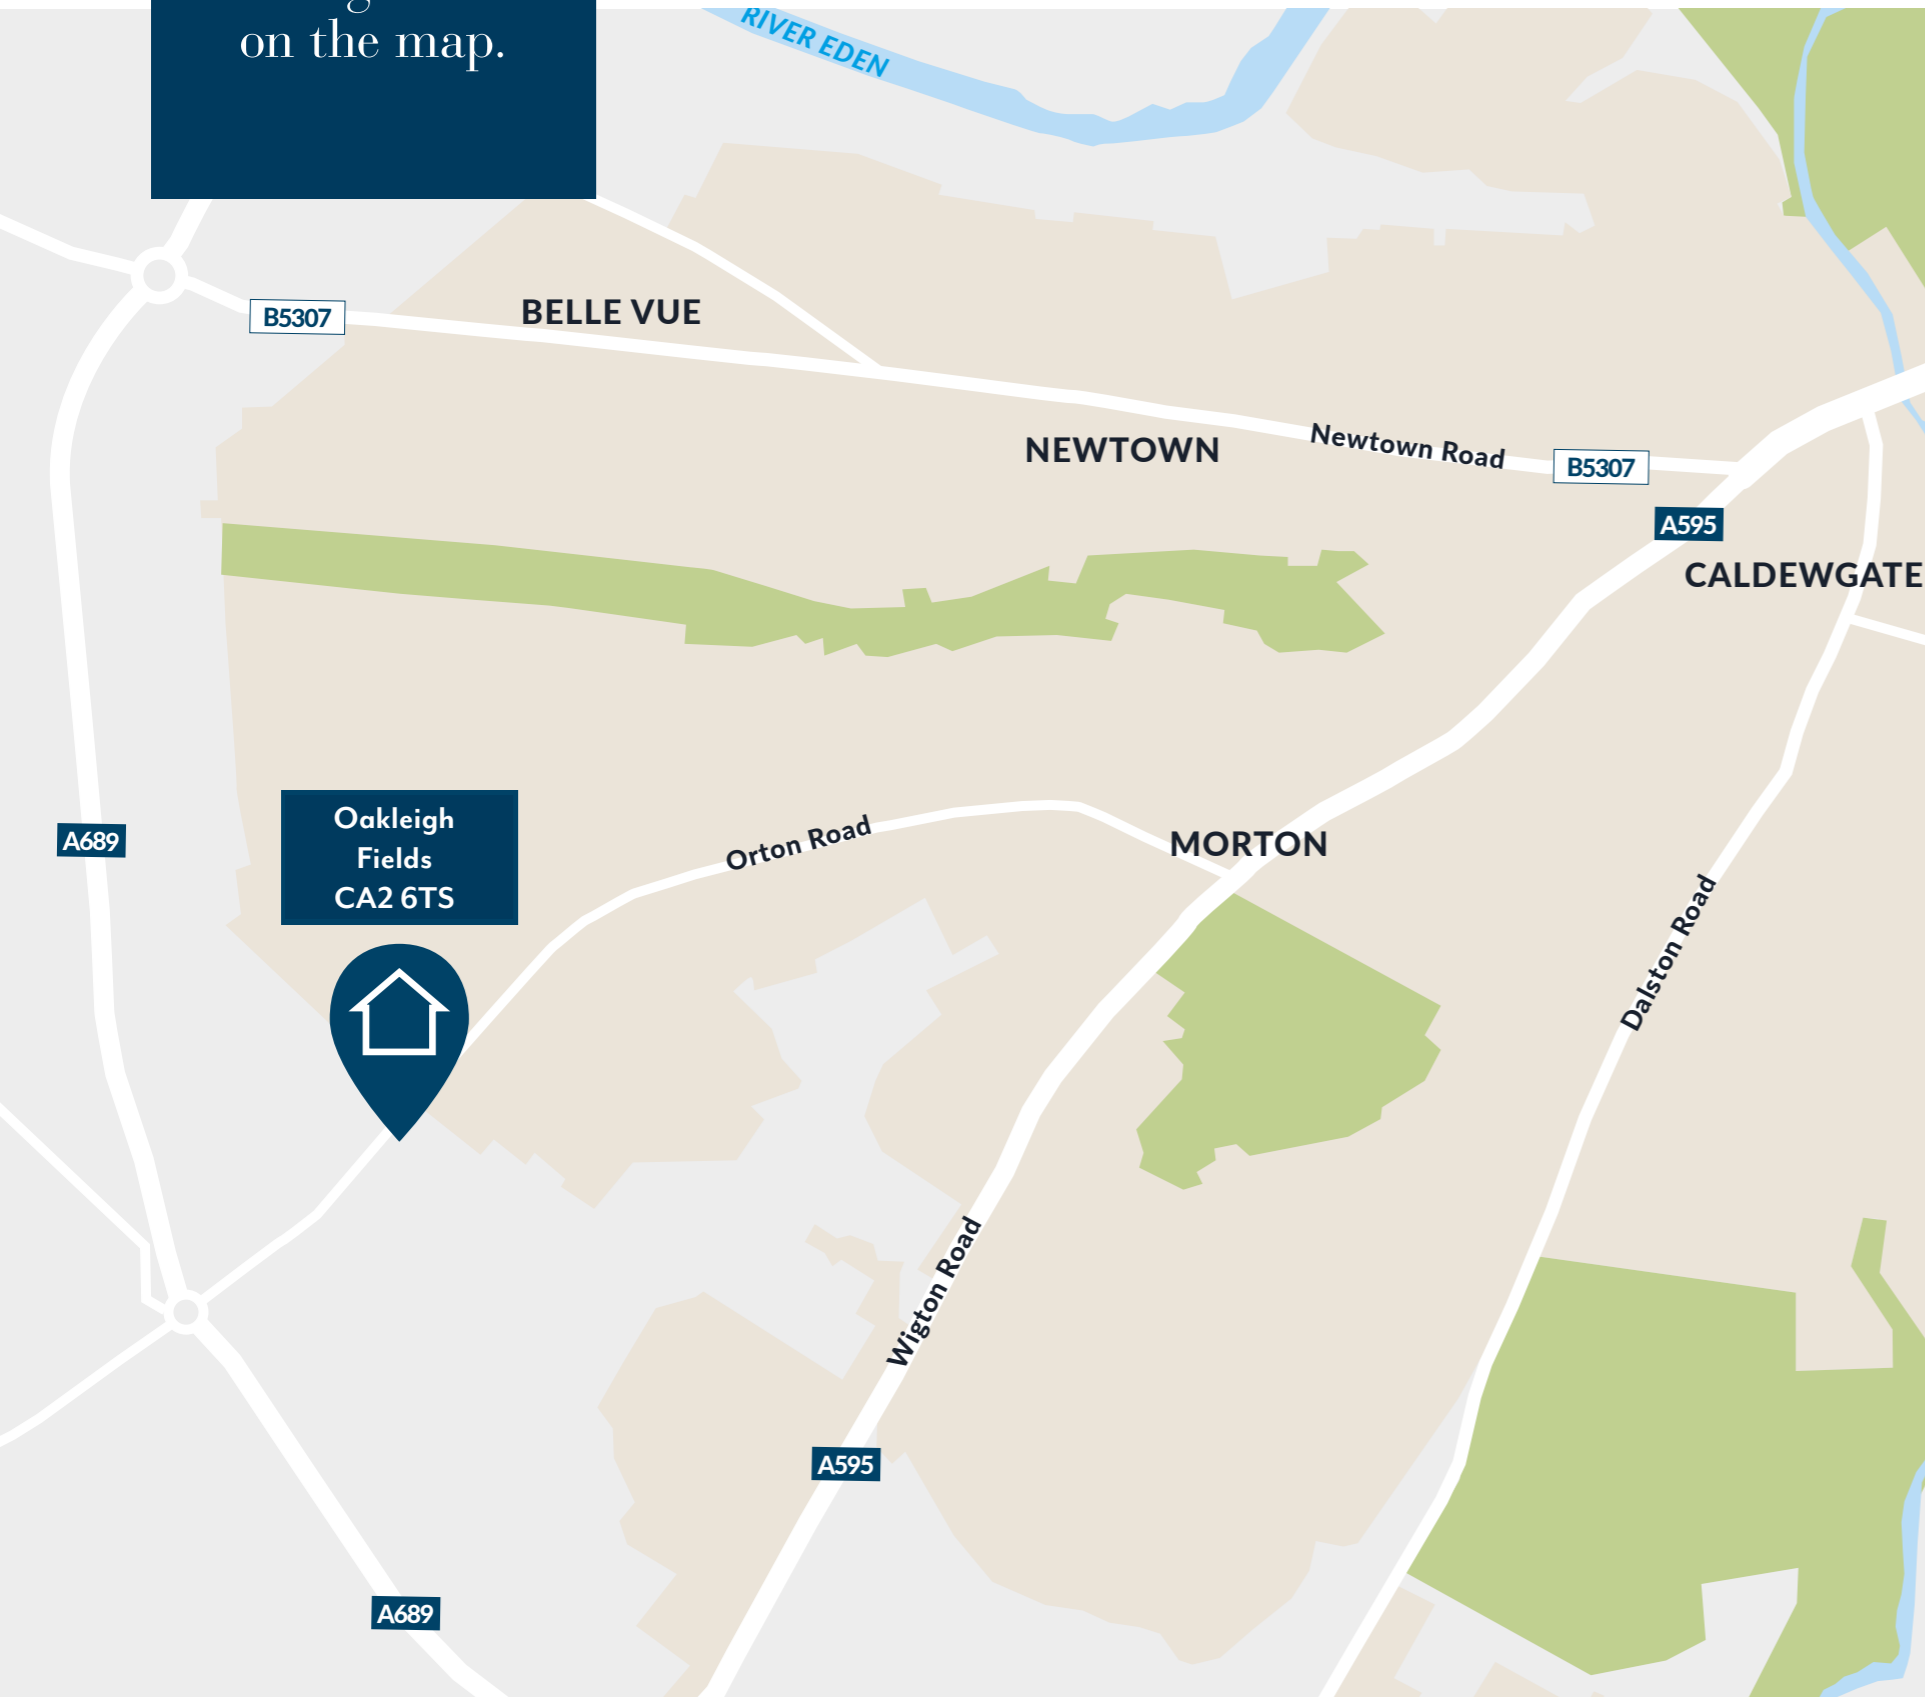 on the map.
RIVER EDEN
B5307
BELLE VUE
NEWTOWN
Newtown Road
B5307
A595
CALDEWGATE
A689
Oakleigh
Fields
CA2 6TS
Orton Road
MORTON
Dalston Road
Wigton Road
A595
A689